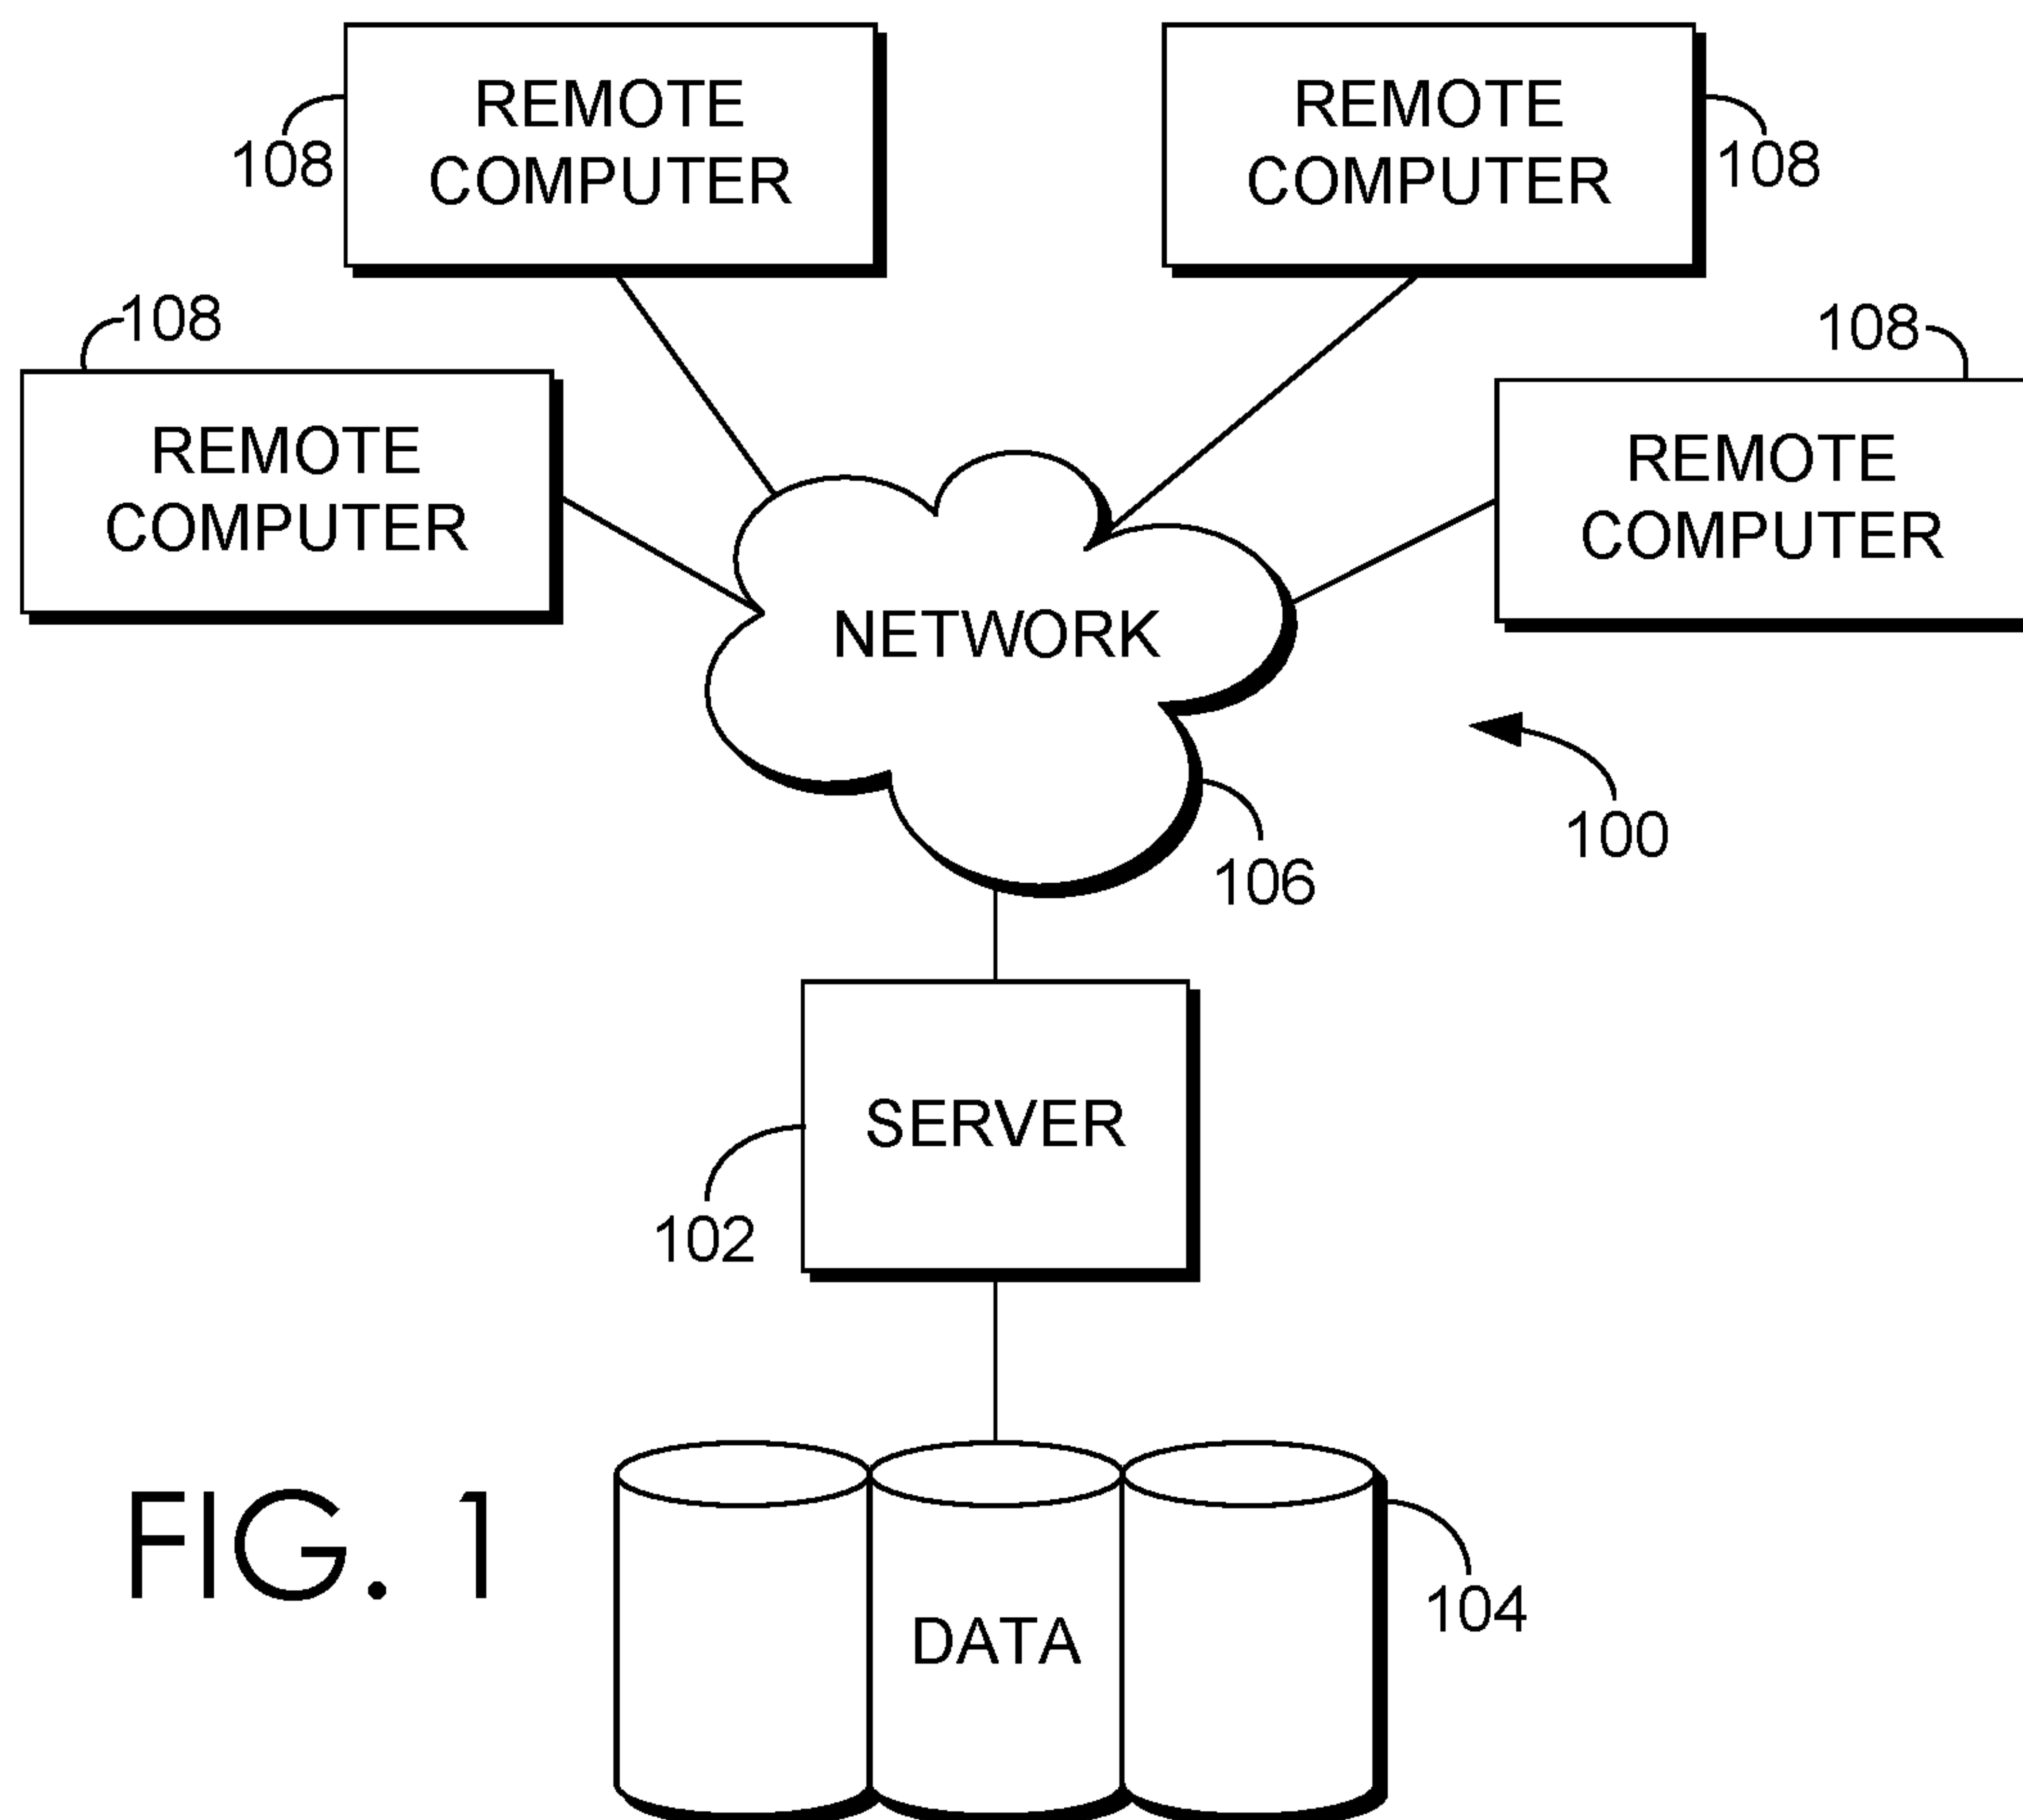 REMOTE
COMPUTER
108
REMOTE
COMPUTER
108
108
REMOTE
COMPUTER
108
REMOTE
COMPUTER
NETWORK
100
106
SERVER
102
FIG. 1
DATA
104